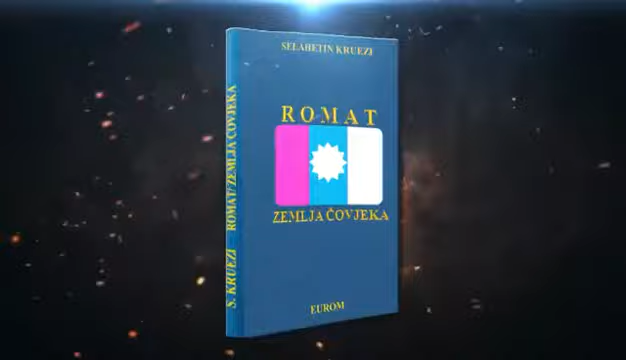 SELAHETIN KRUEZI
ROMAT
ZEMLJA ČOVJEKA
EUROM
S. KRUEZI ROMAT/ZEMLJA ČOVJEKA